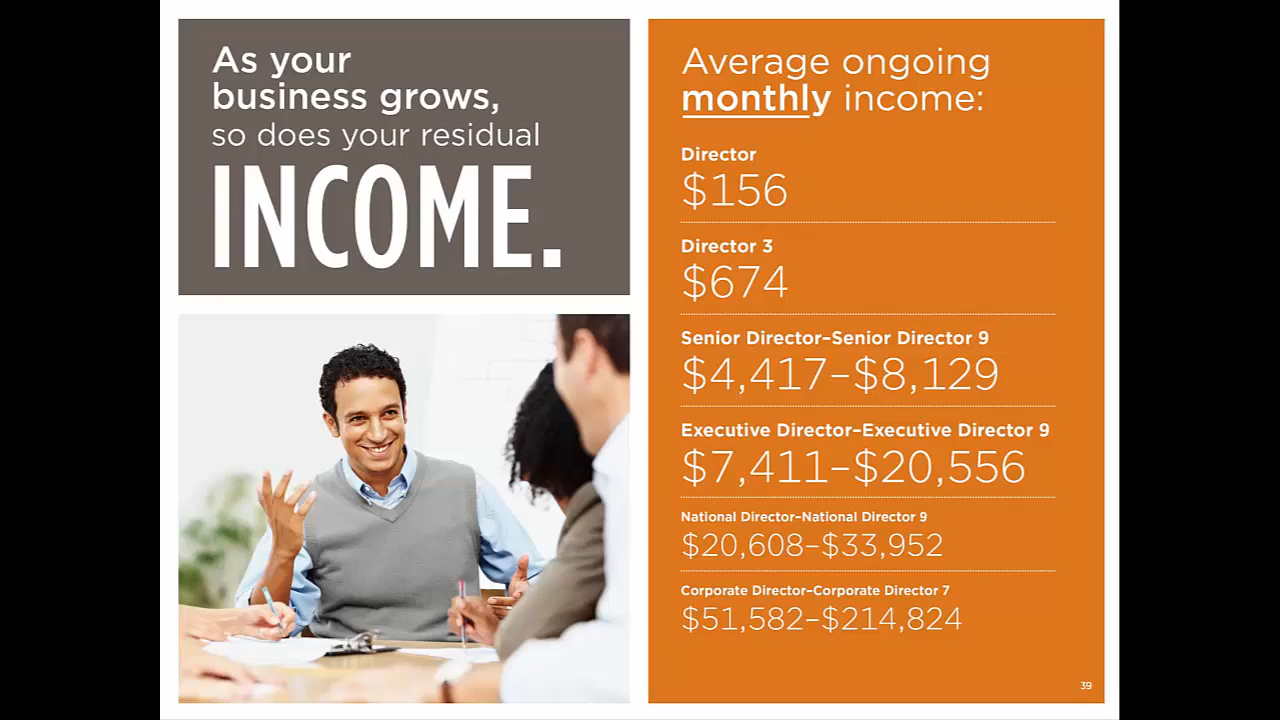 As your
business grows,
so does your residual
INCOME.
Average ongoing
monthly income:
Director
$156
Director 3
$674
Senior Director–Senior Director 9
$4,417–$8,129
Executive Director–Executive Director 9
$7,411–$20,556
National Director–National Director 9
$20,608–$33,952
Corporate Director–Corporate Director 7
$51,582–$214,824
39